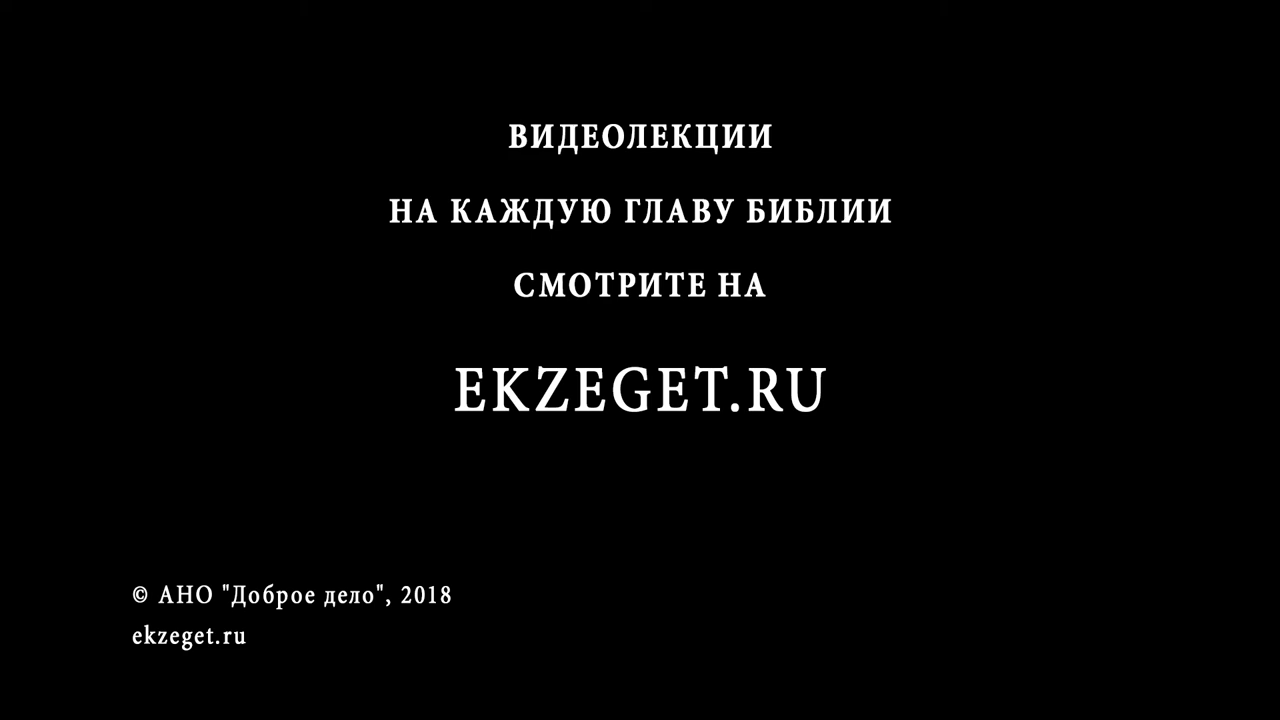 ВИДЕОЛЕКЦИИ
НА КАЖДУЮ ГЛАВУ БИБЛИИ
СМОТРИТЕ НА
EKZEGET.RU
© АНО "Доброе дело", 2018
ekzeget.ru